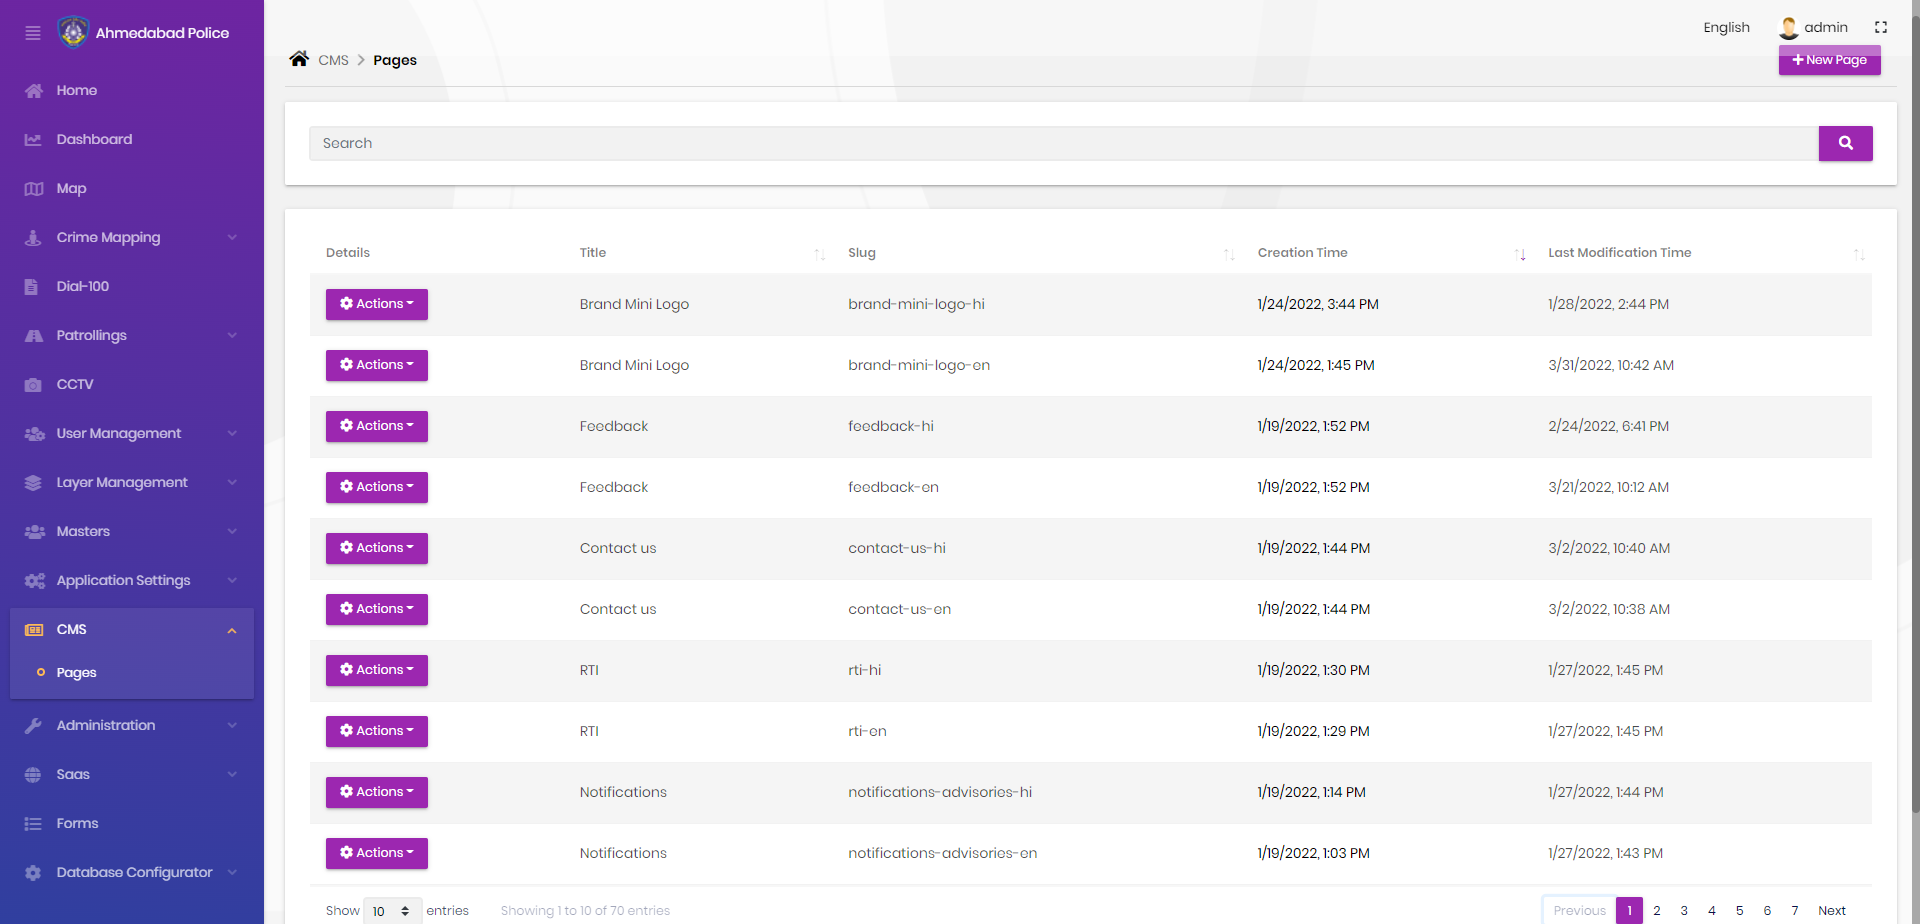 Ahmedabad Police
Home
Dashboard
Map
Crime Mapping
Dial-100
Patrollings
CCTV
User Management
Layer Management
Masters
Application Settings
CMS
Pages
Administration
Saas
Forms
Database Configurator
English admin
CMS Pages
New Page
Search
Details Title Slug Creation Time Last Modification Time
Actions Brand Mini Logo brand-mini-logo-hi 1/24/2022, 3:44 PM 1/28/2022, 2:44 PM
Actions Brand Mini Logo brand-mini-logo-en 1/24/2022, 1:45 PM 3/31/2022, 10:42 AM
Actions Feedback feedback-hi 1/19/2022, 1:52 PM 2/24/2022, 6:41 PM
Actions Feedback feedback-en 1/19/2022, 1:52 PM 3/21/2022, 10:12 AM
Actions Contact us contact-us-hi 1/19/2022, 1:44 PM 3/2/2022, 10:40 AM
Actions Contact us contact-us-en 1/19/2022, 1:44 PM 3/2/2022, 10:38 AM
Actions RTI rti-hi 1/19/2022, 1:30 PM 1/27/2022, 1:45 PM
Actions RTI rti-en 1/19/2022, 1:29 PM 1/27/2022, 1:45 PM
Actions Notifications notifications-advisories-hi 1/19/2022, 1:14 PM 1/27/2022, 1:44 PM
Actions Notifications notifications-advisories-en 1/19/2022, 1:03 PM 1/27/2022, 1:43 PM
Show 10 entries Showing 1 to 10 of 70 entries Previous 1 2 3 4 5 6 7 Next